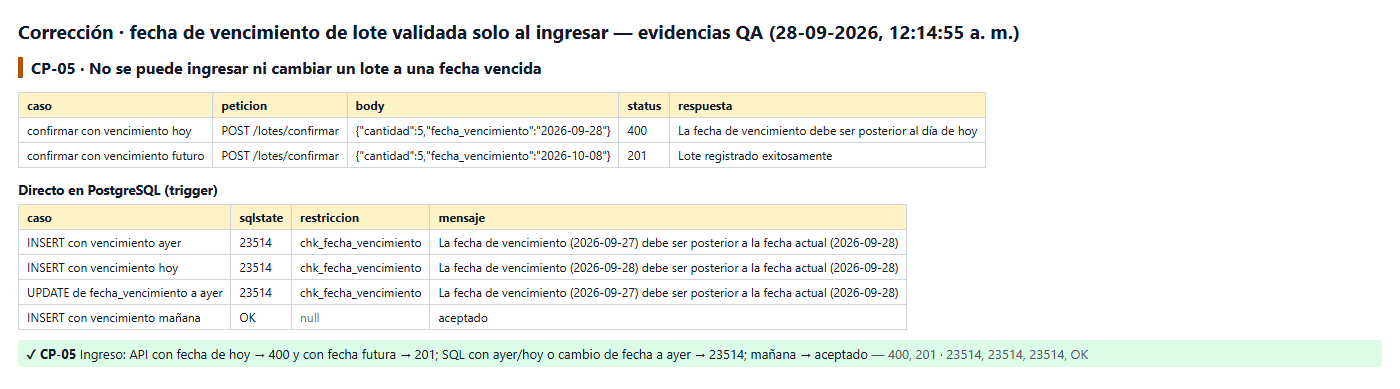 Corrección · fecha de vencimiento de lote validada solo al ingresar — evidencias QA (28-09-2026, 12:14:55 a. m.)
CP-05 · No se puede ingresar ni cambiar un lote a una fecha vencida
caso peticion body status respuesta
confirmar con vencimiento hoy POST /lotes/confirmar {"cantidad":5,"fecha_vencimiento":"2026-09-28"} 400 La fecha de vencimiento debe ser posterior al día de hoy
confirmar con vencimiento futuro POST /lotes/confirmar {"cantidad":5,"fecha_vencimiento":"2026-10-08"} 201 Lote registrado exitosamente
Directo en PostgreSQL (trigger)
caso sqlstate restriccion mensaje
INSERT con vencimiento ayer 23514 chk_fecha_vencimiento La fecha de vencimiento (2026-09-27) debe ser posterior a la fecha actual (2026-09-28)
INSERT con vencimiento hoy 23514 chk_fecha_vencimiento La fecha de vencimiento (2026-09-28) debe ser posterior a la fecha actual (2026-09-28)
UPDATE de fecha_vencimiento a ayer 23514 chk_fecha_vencimiento La fecha de vencimiento (2026-09-27) debe ser posterior a la fecha actual (2026-09-28)
INSERT con vencimiento mañana OK null aceptado
✓ CP-05 Ingreso: API con fecha de hoy → 400 y con fecha futura → 201; SQL con ayer/hoy o cambio de fecha a ayer → 23514; mañana → aceptado — 400, 201 · 23514, 23514, 23514, OK